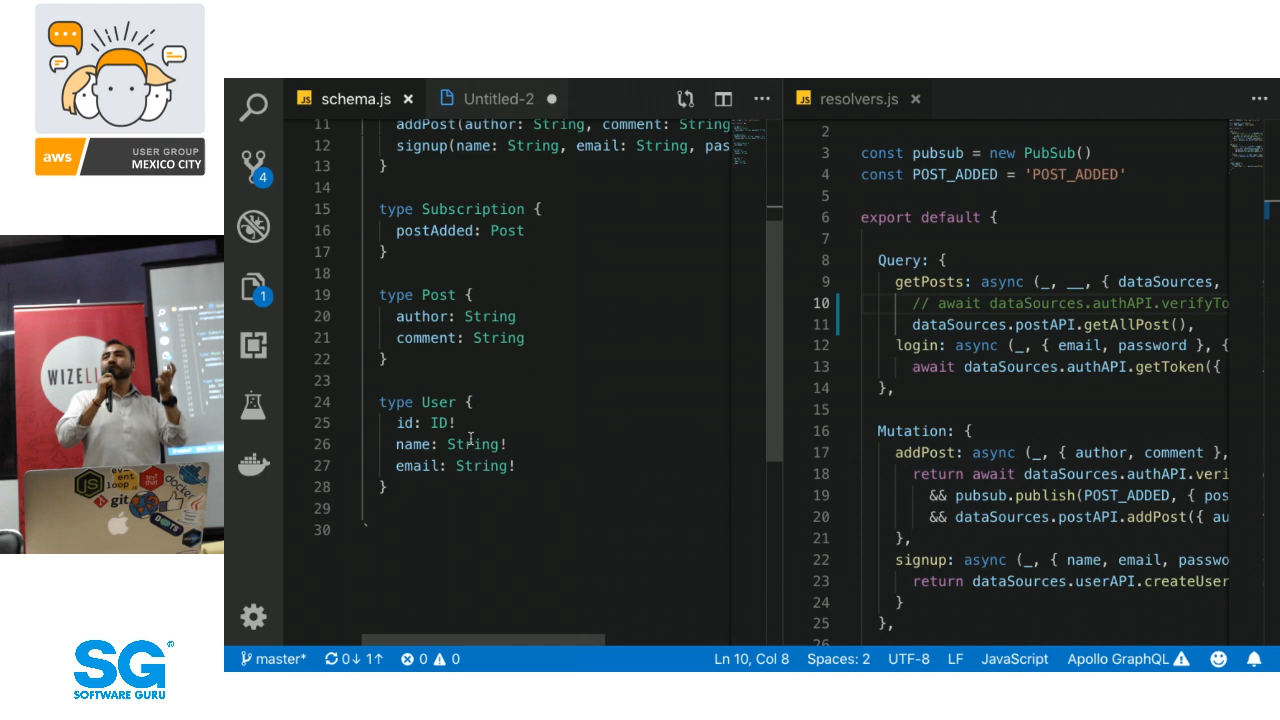 aws
USER GROUP
MEXICO CITY
WIZELI
JS
git
docker
SG
SOFTWARE GURU
®
4
1
JS schema.js ×
Untitled-2
11 addPost(author: String, comment: String
12 signup(name: String, email: String, pas
13 }
14
15 type Subscription {
16 postAdded: Post
17 }
18
19 type Post {
20 author: String
21 comment: String
22 }
23
24 type User {
25 id: ID!
26 name: String!
27 email: String!
28 }
29
30 `
JS resolvers.js ×
2
3 const pubsub = new PubSub()
4 const POST_ADDED = 'POST_ADDED'
5
6 export default {
7
8 Query: {
9 getPosts: async (_, __, { dataSources,
10 // await dataSources.authAPI.verifyTo
11 dataSources.postAPI.getAllPost(),
12 login: async (_, { email, password }, {
13 await dataSources.authAPI.getToken({
14 },
15
16 Mutation: {
17 addPost: async (_, { author, comment },
18 return await dataSources.authAPI.veri
19 && pubsub.publish(POST_ADDED, { pos
20 && dataSources.postAPI.addPost({ au
21 },
22 signup: async (_, { name, email, passwo
23 return dataSources.userAPI.createUser
24 }
25 },
26
master* 0↓ 1↑ 0 0 Ln 10, Col 8 Spaces: 2 UTF-8 LF JavaScript Apollo GraphQL